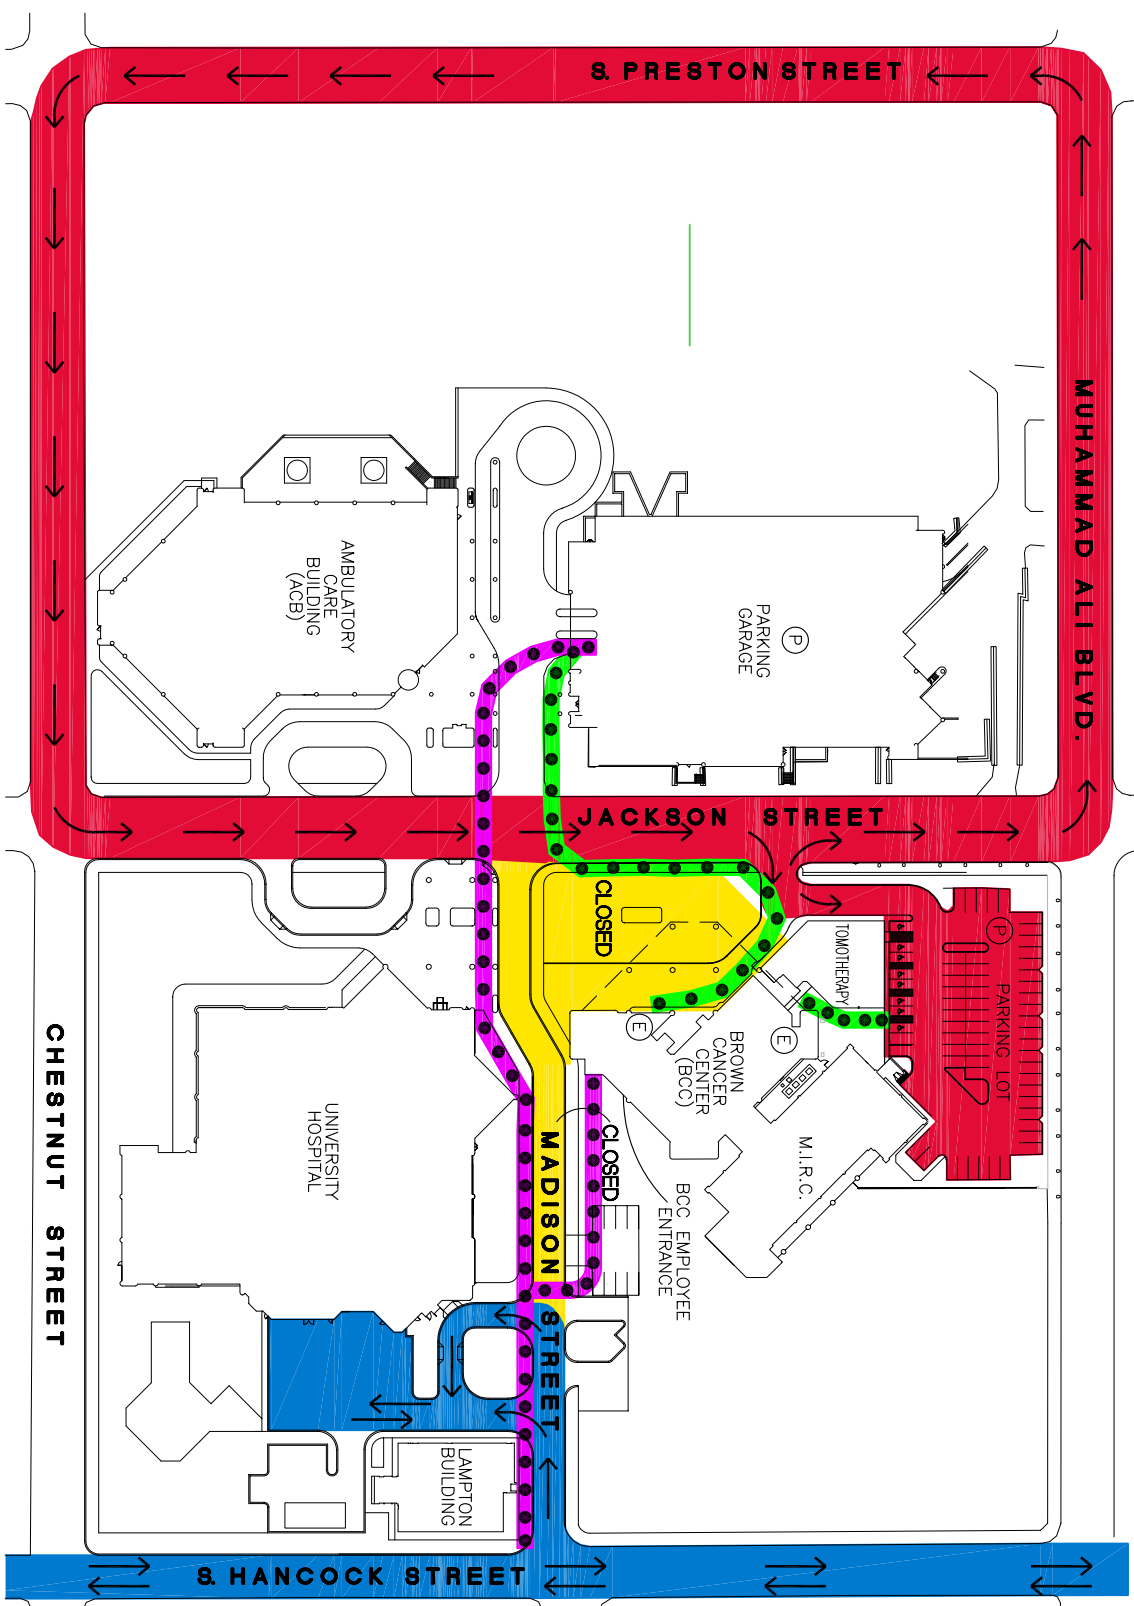 S. PRESTON STREET
MUHAMMAD ALI BLVD.
AMBULATORY
CARE
BUILDING
(ACB)
P
PARKING
GARAGE
JACKSON STREET
CLOSED
TOMOTHERAPY
P
PARKING LOT
E
E
BROWN
CANCER
CENTER
(BCC)
CHESTNUT STREET
UNIVERSITY
HOSPITAL
MADISON STREET
CLOSED
M.I.R.C.
BCC EMPLOYEE
ENTRANCE
LAMPTON
BUILDING
S. HANCOCK STREET